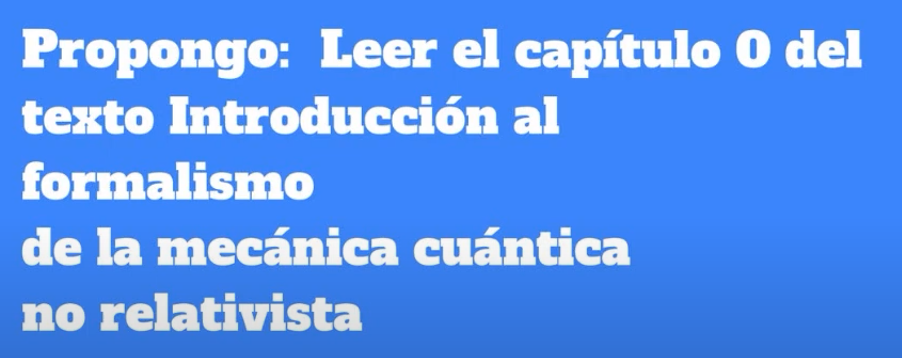 Propongo:  Leer el capítulo 0 del
texto Introducción al
formalismo
de la mecánica cuántica
no relativista